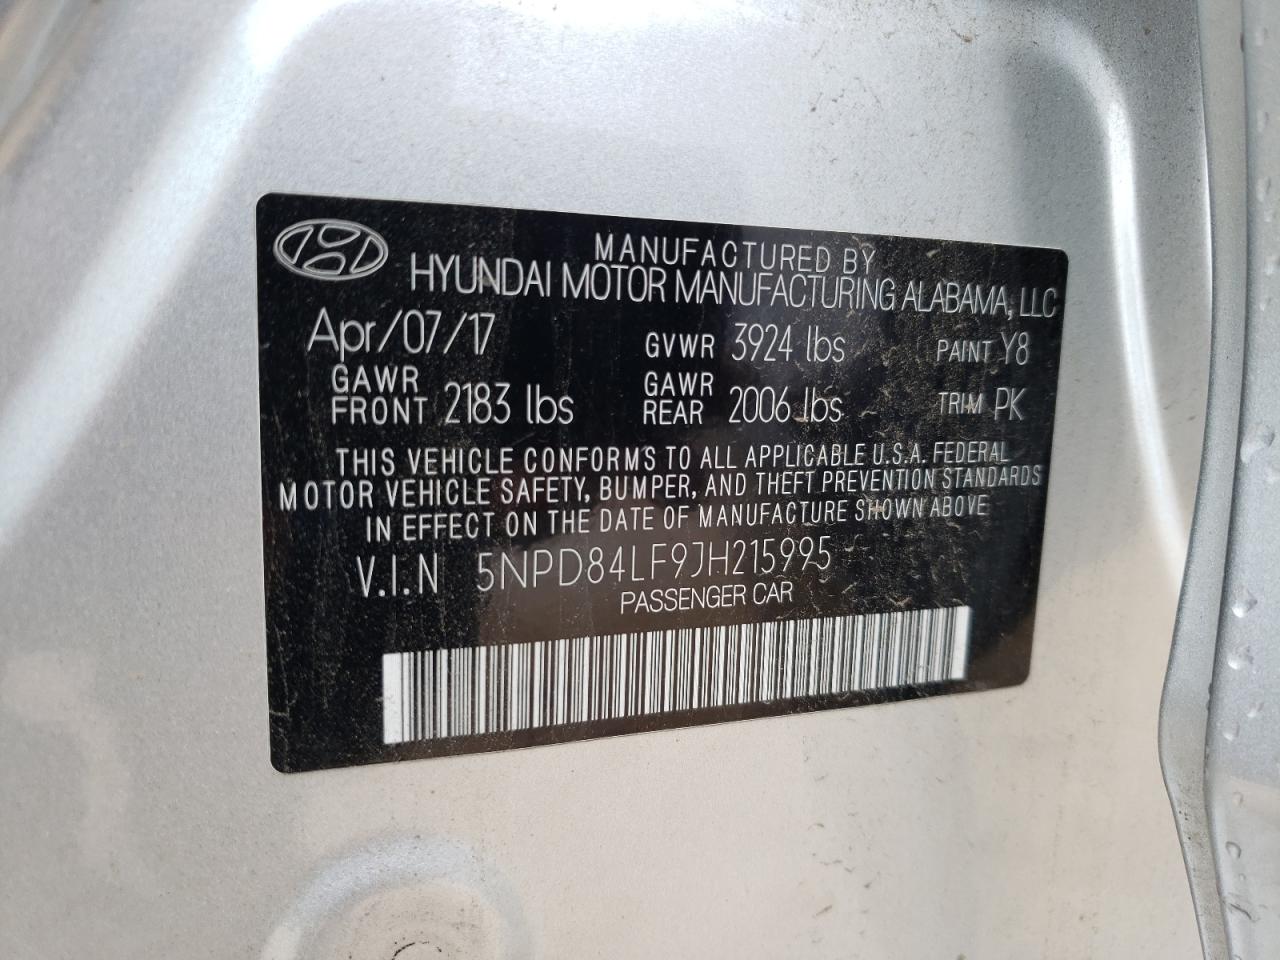 MANUFACTURED BY
HYUNDAI MOTOR MANUFACTURING ALABAMA, LLC
Apr/07/17 GVWR 3924 lbs PAINT Y8
GAWR FRONT 2183 lbs GAWR REAR 2006 lbs TRIM PK
THIS VEHICLE CONFORMS TO ALL APPLICABLE U.S.A. FEDERAL
MOTOR VEHICLE SAFETY, BUMPER, AND THEFT PREVENTION STANDARDS
IN EFFECT ON THE DATE OF MANUFACTURE SHOWN ABOVE
V.I.N 5NPD84LF9JH215995
PASSENGER CAR